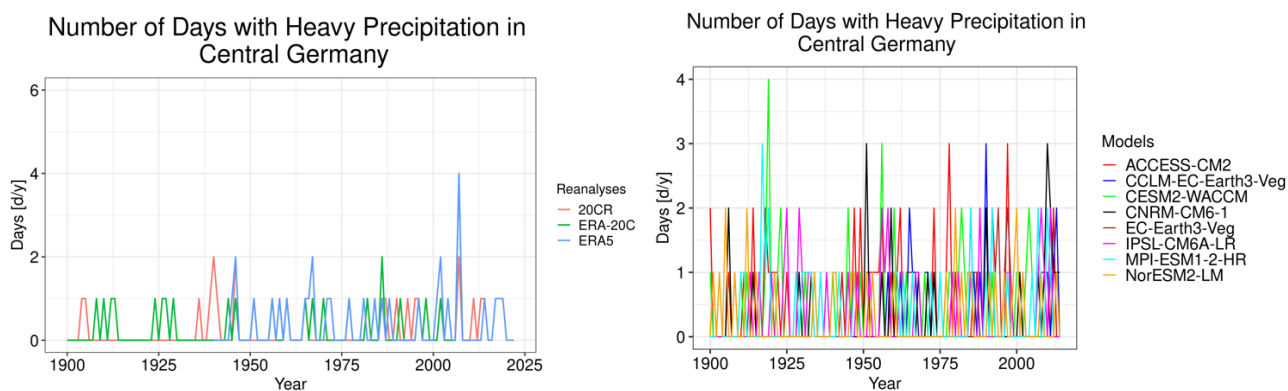 Number of Days with Heavy Precipitation in
Central Germany
Days [d/y]
6
4
2
0
1900
1925
1950
1975
2000
2025
Year
Reanalyses
20CR
ERA-20C
ERA5
Number of Days with Heavy Precipitation in
Central Germany
Days [d/y]
4
3
2
1
0
1900
1925
1950
1975
2000
Year
Models
ACCESS-CM2
CCLM-EC-Earth3-Veg
CESM2-WACCM
CNRM-CM6-1
EC-Earth3-Veg
IPSL-CM6A-LR
MPI-ESM1-2-HR
NorESM2-LM